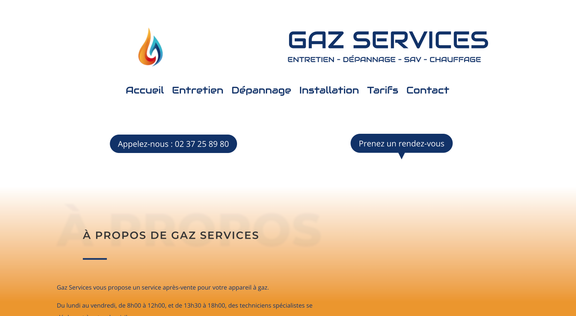 GAZ SERVICES
ENTRETIEN – DÉPANNAGE – SAV – CHAUFFAGE
Accueil Entretien Dépannage Installation Tarifs Contact
Appelez-nous : 02 37 25 89 80
Prenez un rendez-vous
À PROPOS
À PROPOS DE GAZ SERVICES
Gaz Services vous propose un service après-vente pour votre appareil à gaz.
Du lundi au vendredi, de 8h00 à 12h00, et de 13h30 à 18h00, des techniciens spécialistes se